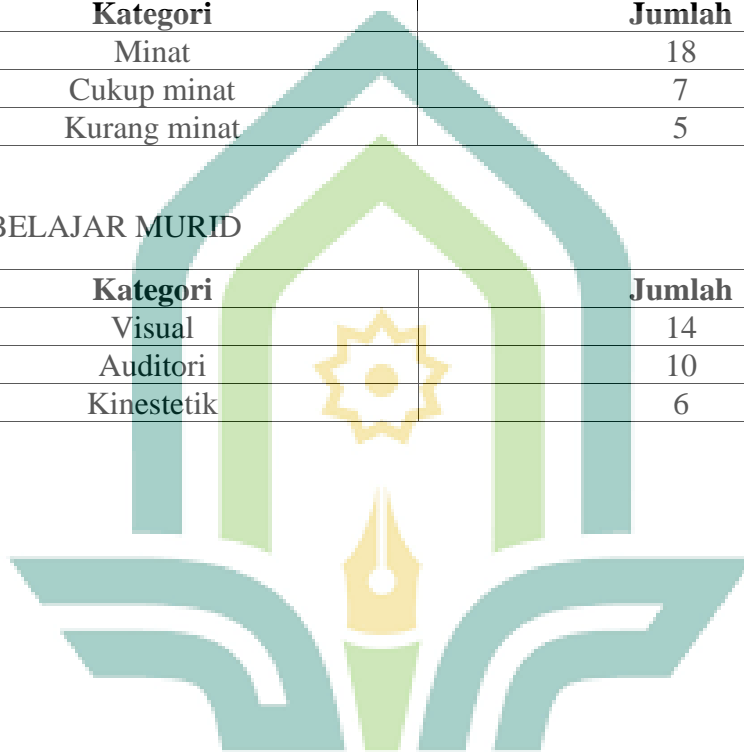 Kategori Jumlah
Minat 18
Cukup minat 7
Kurang minat 5
BELAJAR MURID
Kategori Jumlah
Visual 14
Auditori 10
Kinestetik 6